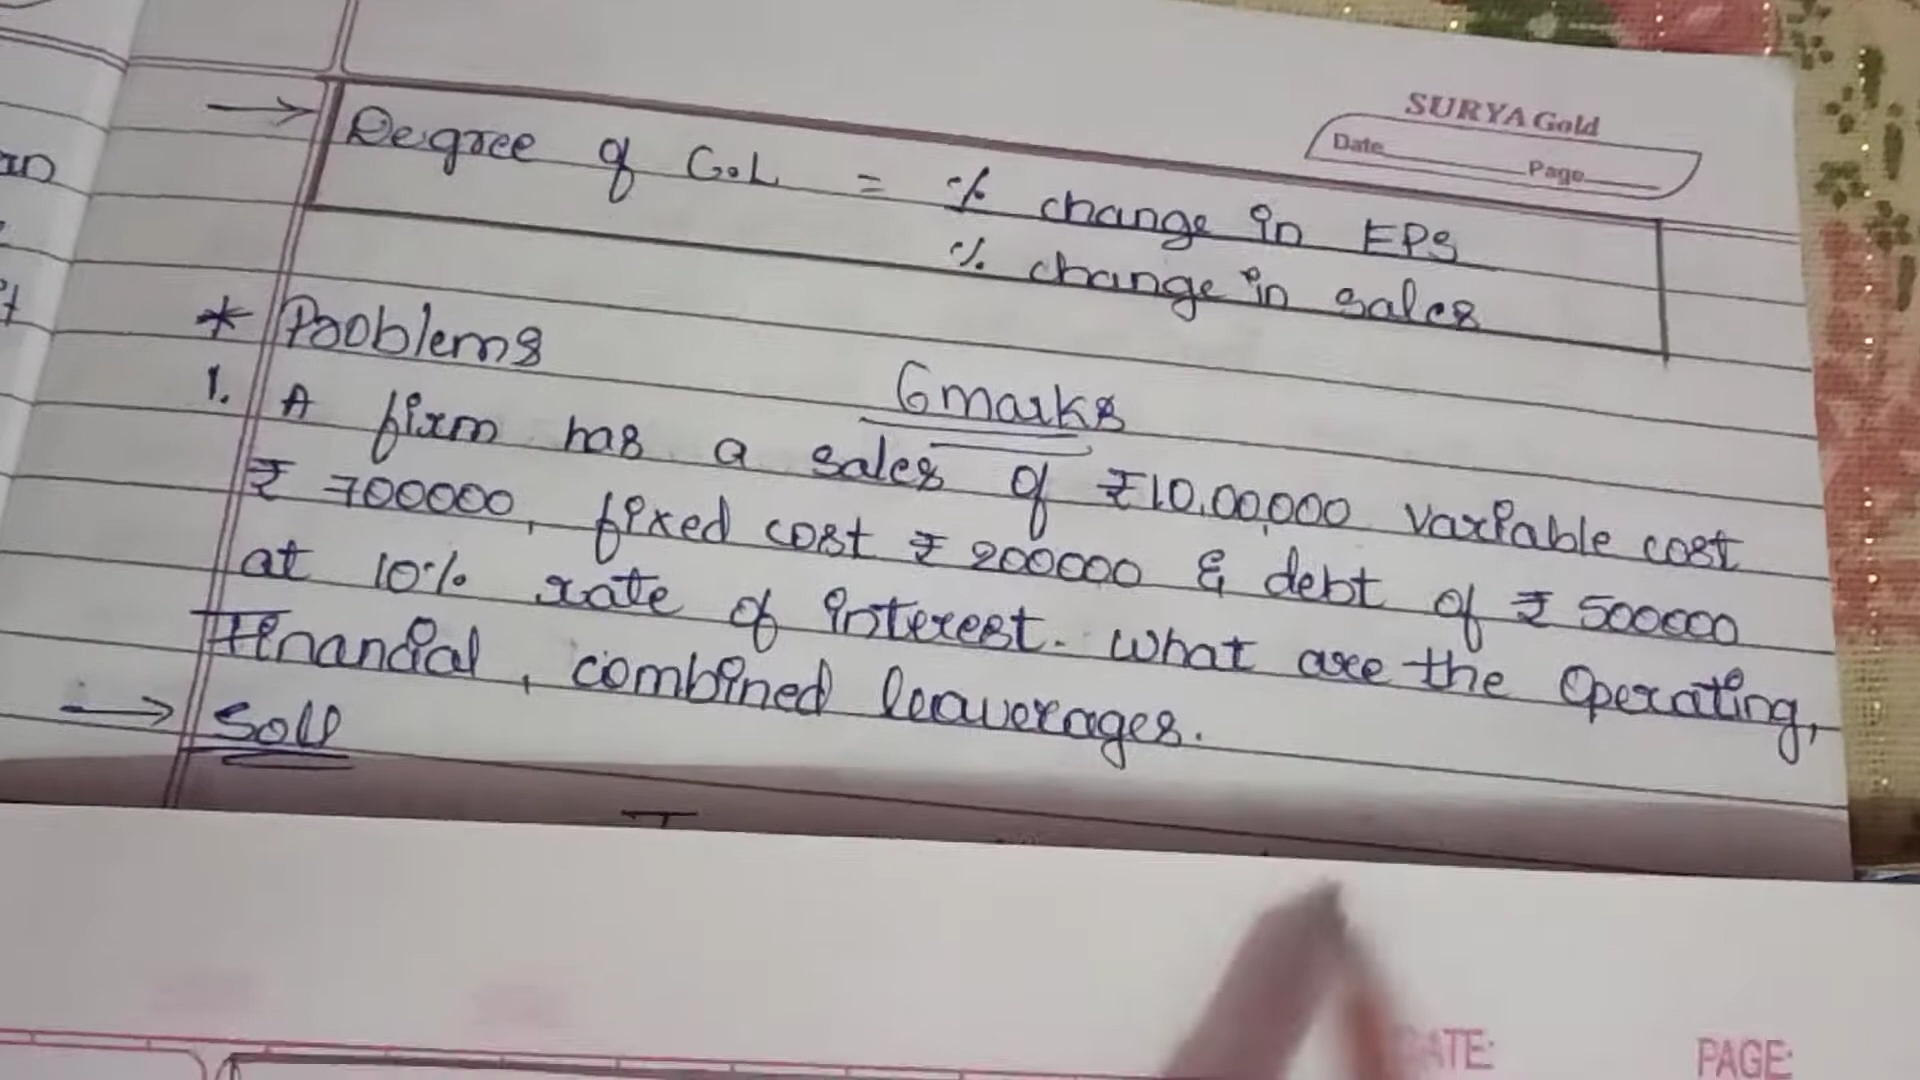 SURYA Gold
Date Page
→ Degree of C.L = % change in EPS
% change in sales
* Problems
6marks
1. A firm has a sales of ₹10,00,000 variable cost
₹ 700000, fixed cost ₹ 200000 & debt of ₹ 500000
at 10% rate of interest. What are the Operating,
Financial, combined leaverages.
→ Soln
DATE: PAGE: